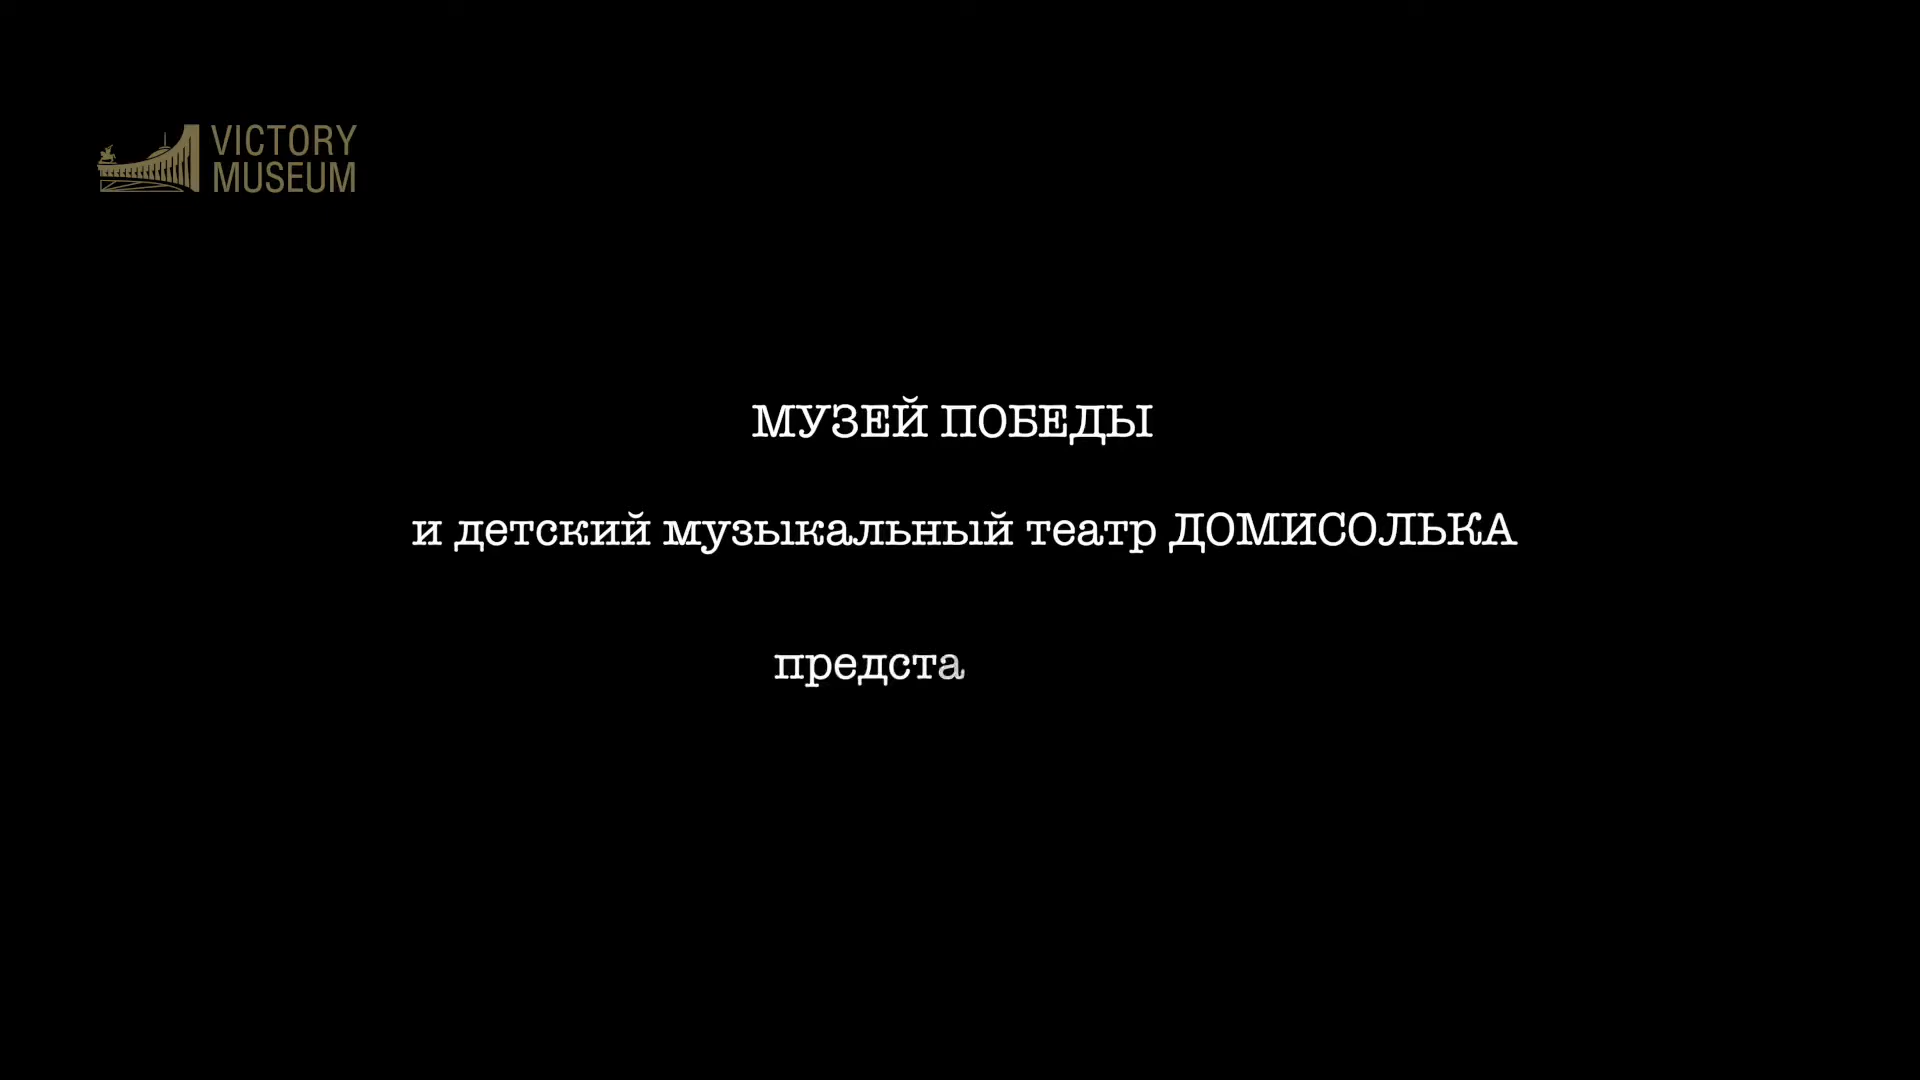 VICTORY
MUSEUM
МУЗЕЙ ПОБЕДЫ
и детский музыкальный театр ДОМИСОЛЬКА
предста